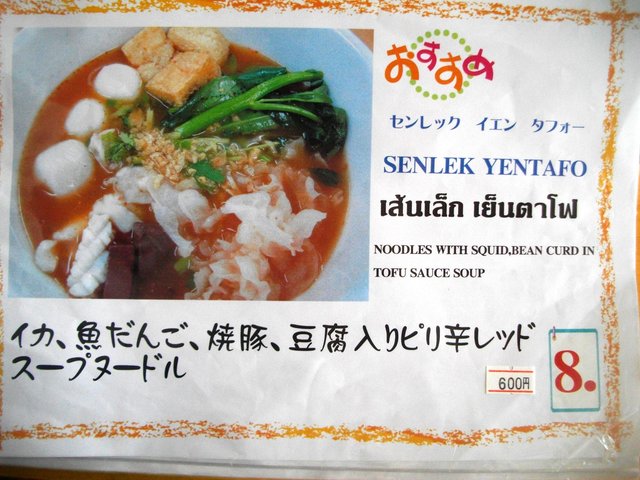 おすすめ
センレック イエン タフォー
SENLEK YENTAFO
เส้นเล็ก เย็นตาโฟ
NOODLES WITH SQUID,BEAN CURD IN
TOFU SAUCE SOUP
イカ、魚だんご、焼豚、豆腐入りピリ辛レッド
スープヌードル
600円
8.